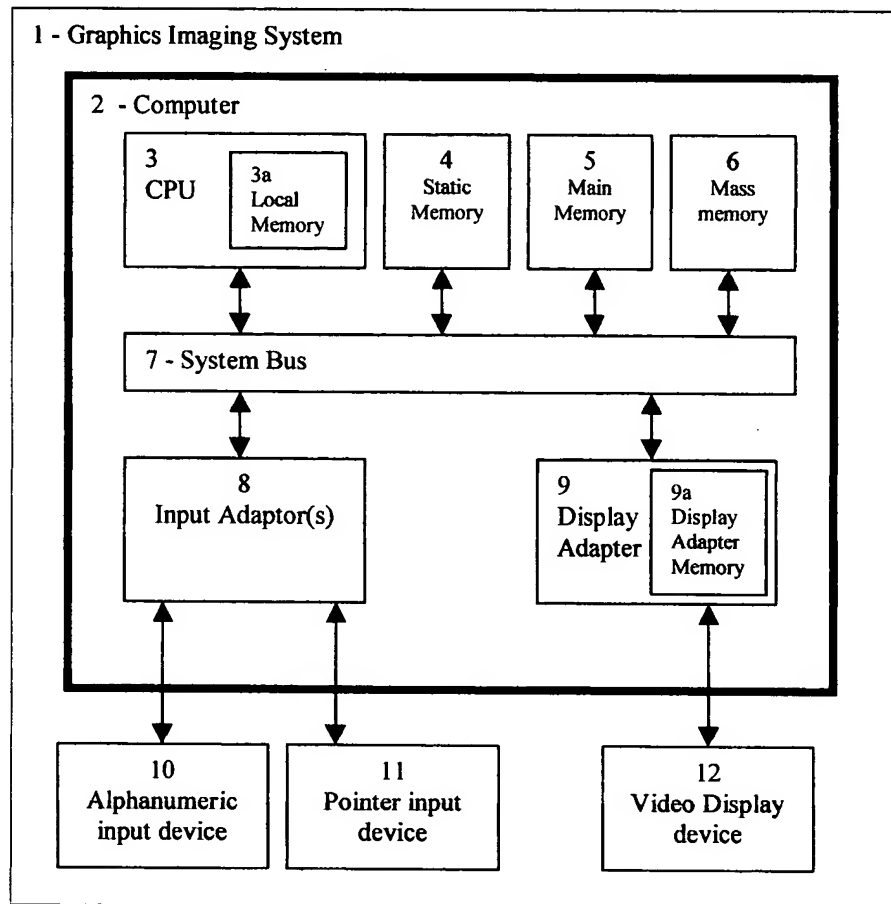 1 - Graphics Imaging System
2 - Computer
3
CPU
3a
Local
Memory
4
Static
Memory
5
Main
Memory
6
Mass
memory
7 - System Bus
8
Input Adaptor(s)
9
Display
Adapter
9a
Display
Adapter
Memory
10
Alphanumeric
input device
11
Pointer input
device
12
Video Display
device